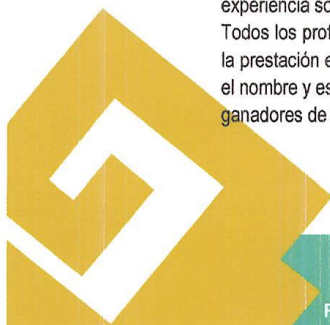 experiencia so
Todos los prof
la prestación e
el nombre y es
ganadores de